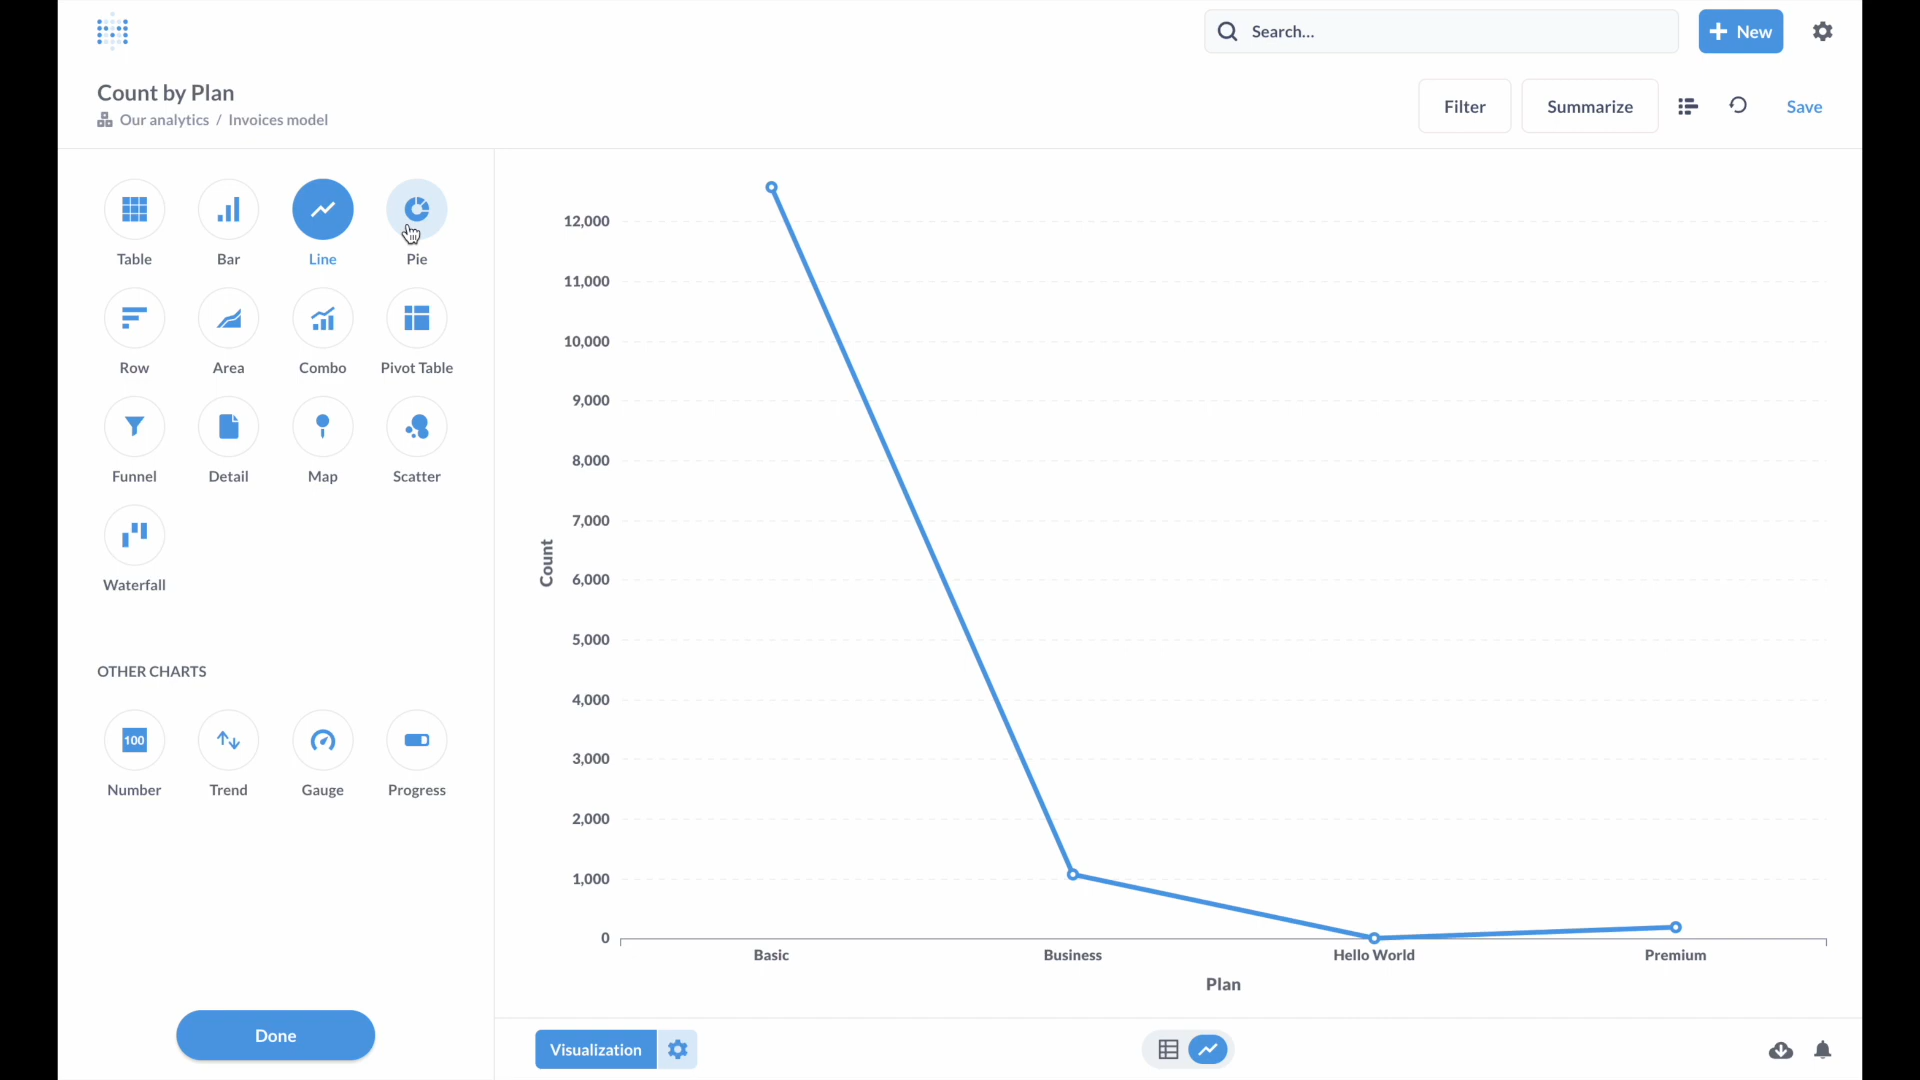 Search...
New
Count by Plan
Our analytics / Invoices model
Filter
Summarize
Save
Table
Bar
Line
Pie
Row
Area
Combo
Pivot Table
Funnel
Detail
Map
Scatter
Waterfall
OTHER CHARTS
100
Number
Trend
Gauge
Progress
Done
12,000
11,000
10,000
9,000
8,000
7,000
6,000
5,000
4,000
3,000
2,000
1,000
0
Count
Basic
Business
Hello World
Premium
Plan
Visualization